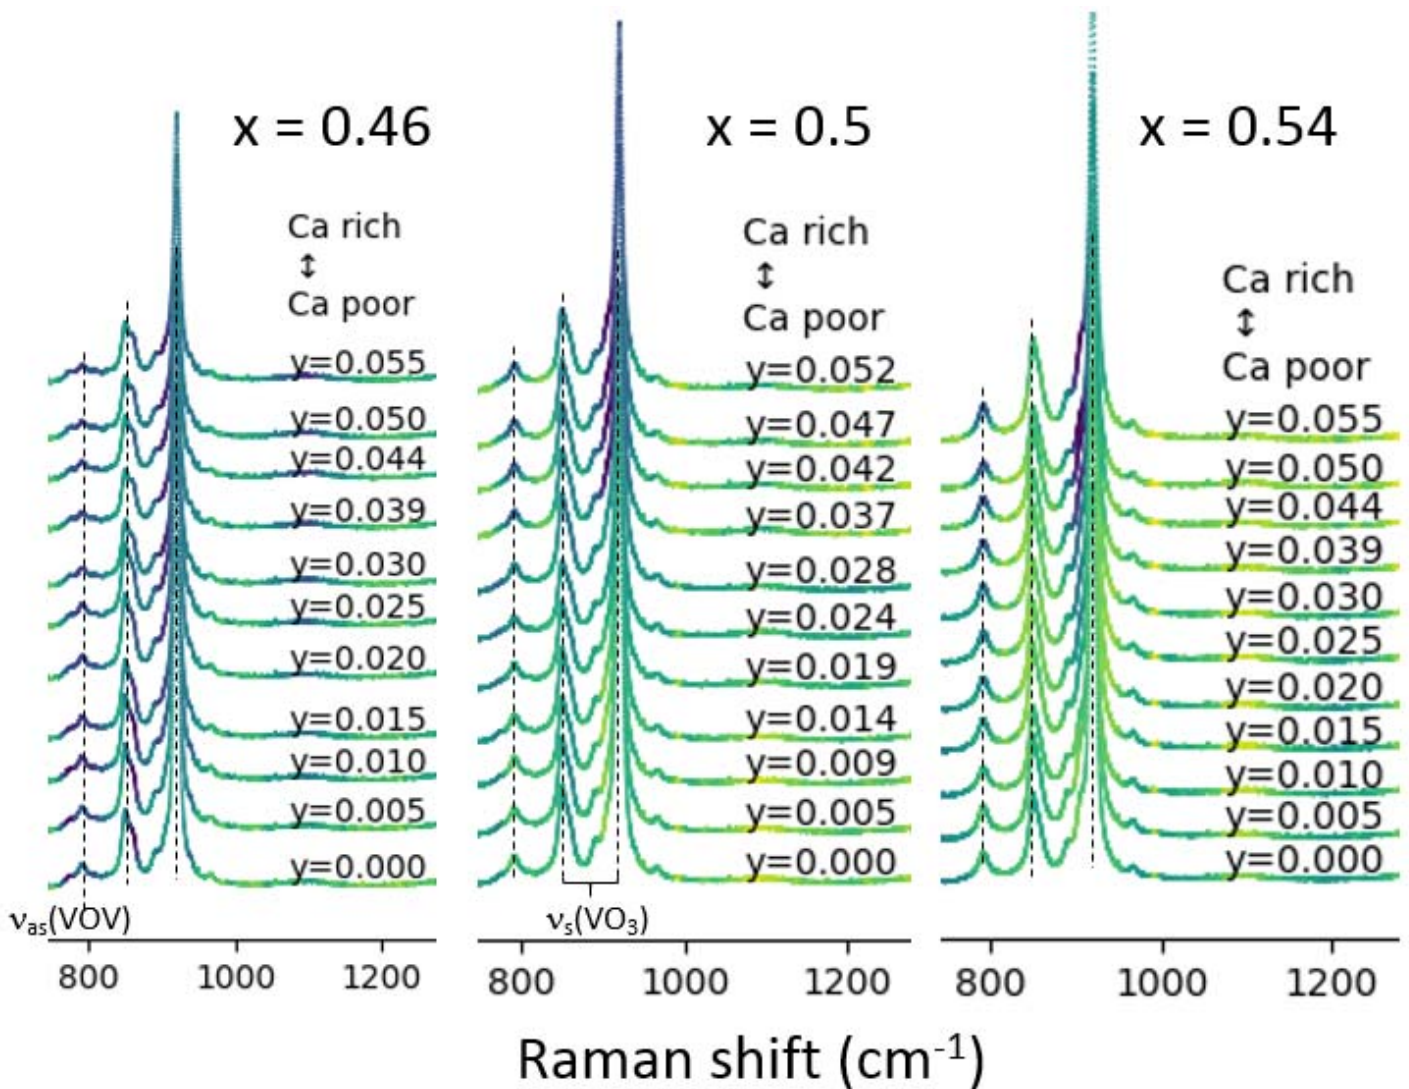 x = 0.46
Ca rich
↕
Ca poor
y=0.055
y=0.050
y=0.044
y=0.039
y=0.030
y=0.025
y=0.020
y=0.015
y=0.010
y=0.005
y=0.000
νas(VOV)
800 1000 1200
x = 0.5
Ca rich
↕
Ca poor
y=0.052
y=0.047
y=0.042
y=0.037
y=0.028
y=0.024
y=0.019
y=0.014
y=0.009
y=0.005
y=0.000
νs(VO3)
800 1000 1200
x = 0.54
Ca rich
↕
Ca poor
y=0.055
y=0.050
y=0.044
y=0.039
y=0.030
y=0.025
y=0.020
y=0.015
y=0.010
y=0.005
y=0.000
800 1000 1200
Raman shift (cm-1)